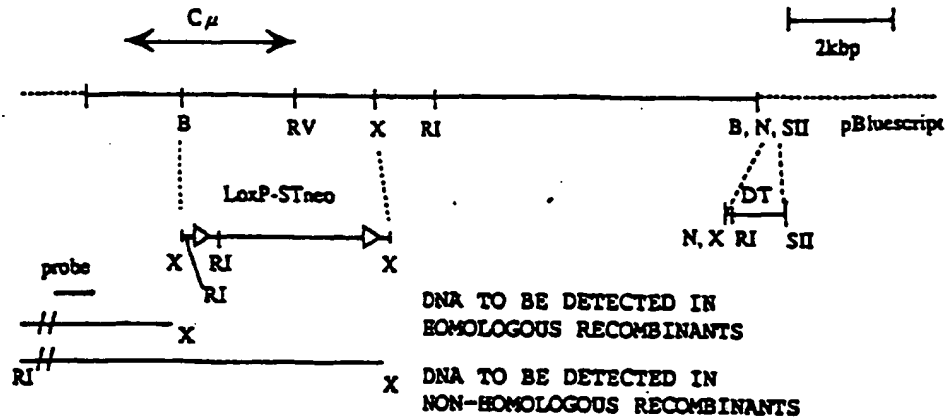 Cμ
2kbp
B RV X RI B, N, SII pBluescript
LoxP-STneo
DT
X RI X N, X RI SII
RI
probe
DNA TO BE DETECTED IN
HOMOLOGOUS RECOMBINANTS
X
RI X
DNA TO BE DETECTED IN
NON-HOMOLOGOUS RECOMBINANTS